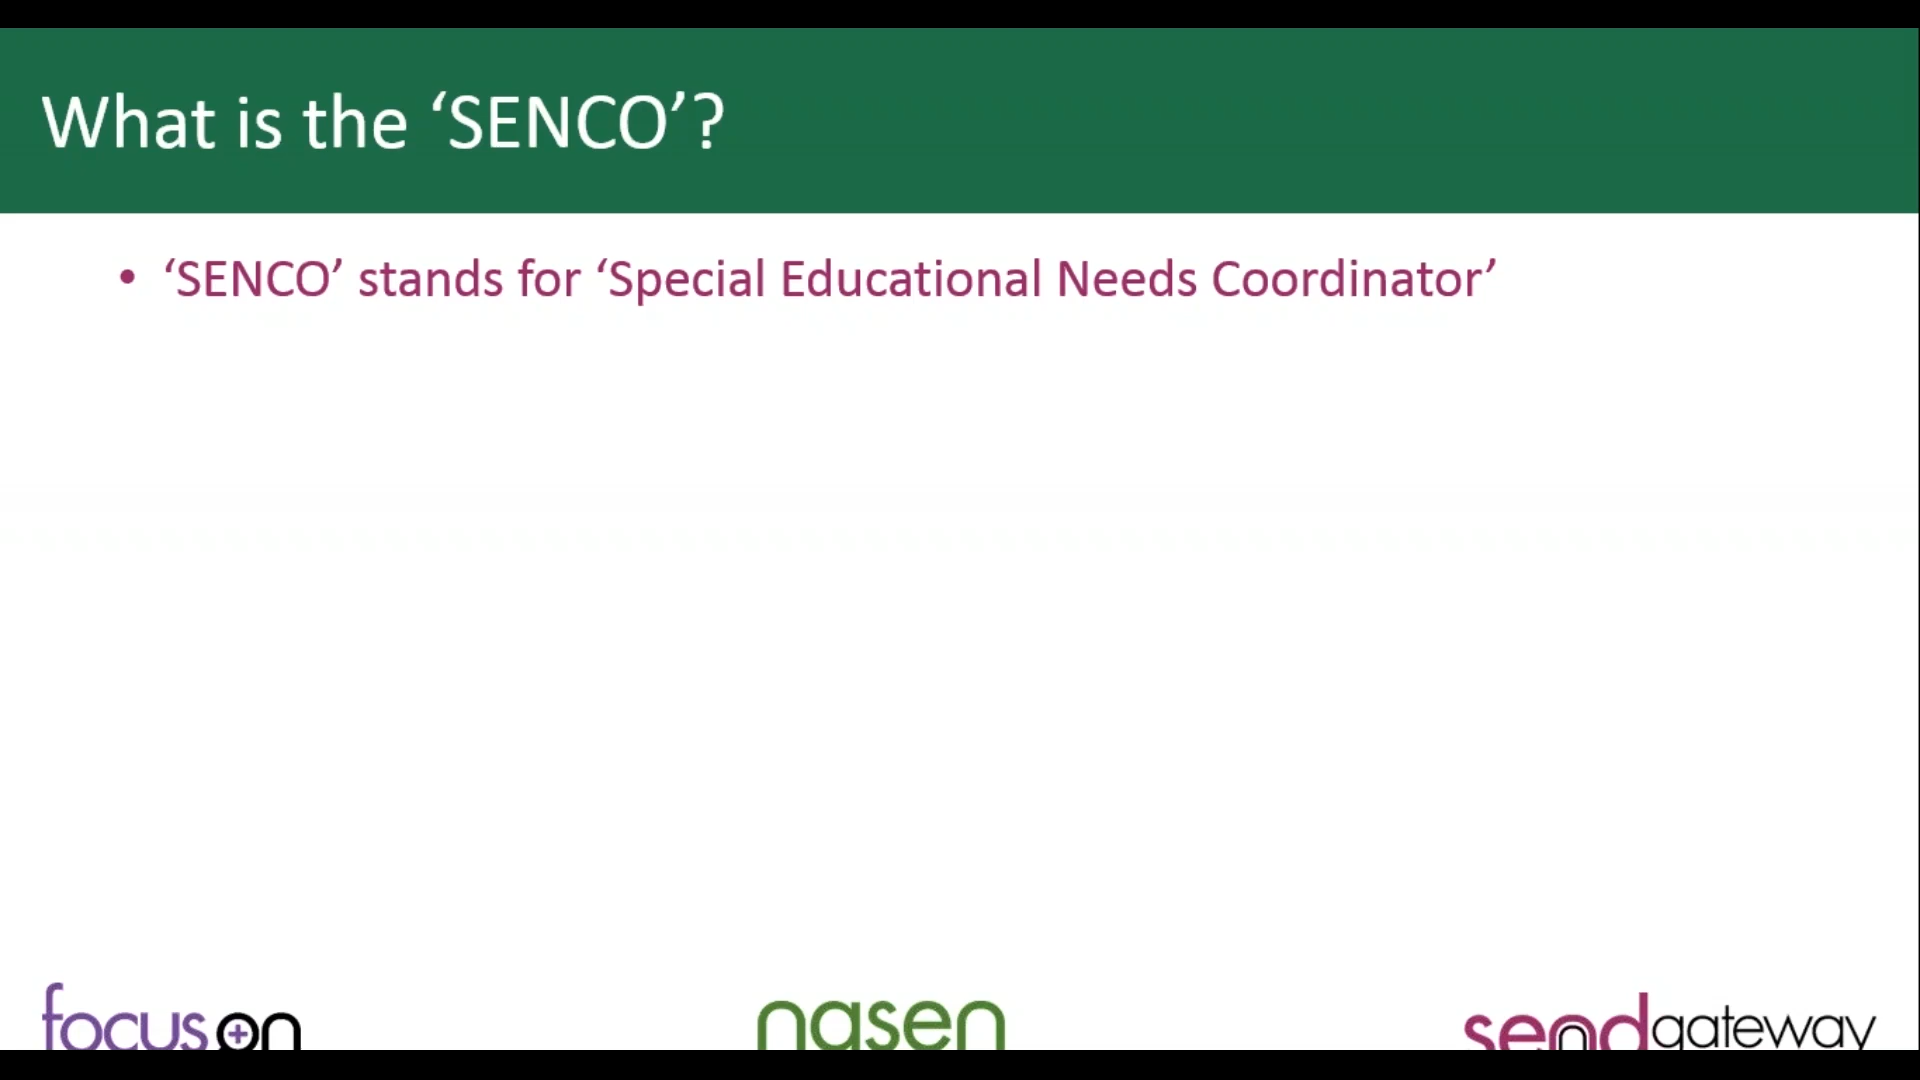 What is the ‘SENCO’?
• ‘SENCO’ stands for ‘Special Educational Needs Coordinator’
focus on
nasen
sendgateway